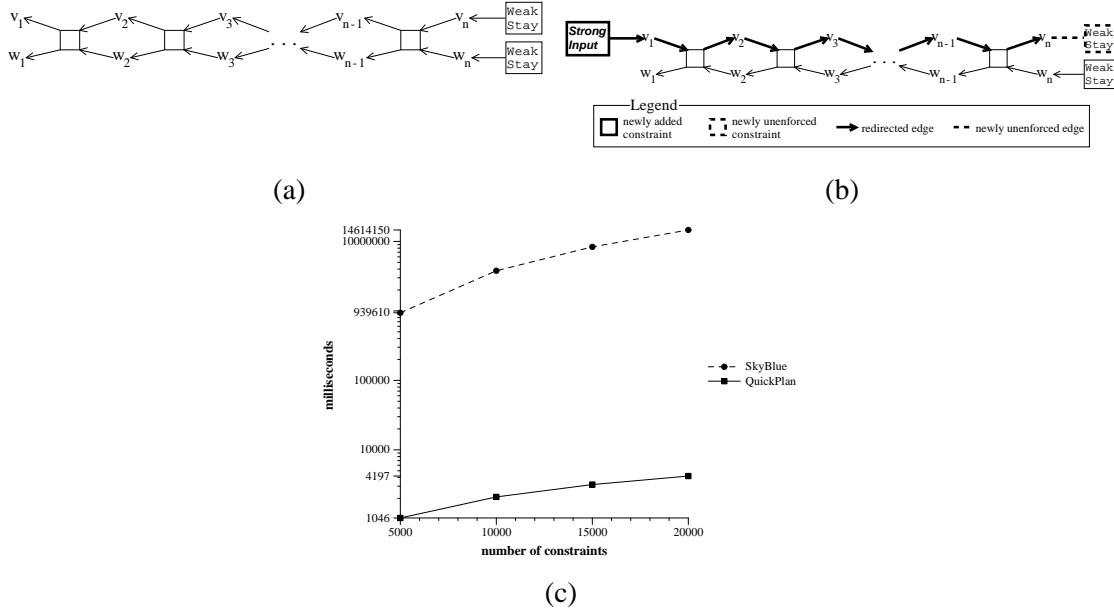 v1 v2 v3 . . . vn-1 vn Weak Stay
w1 w2 w3 wn-1 wn Weak Stay
(a)
Strong Input v1 v2 v3 . . . vn-1 vn Weak Stay
w1 w2 w3 wn-1 wn Weak Stay
Legend
newly added constraint
newly unenforced constraint
redirected edge
newly unenforced edge
(b)
14614150
10000000
939610
100000
10000
4197
1046
milliseconds
5000 10000 15000 20000
number of constraints
SkyBlue
QuickPlan
(c)